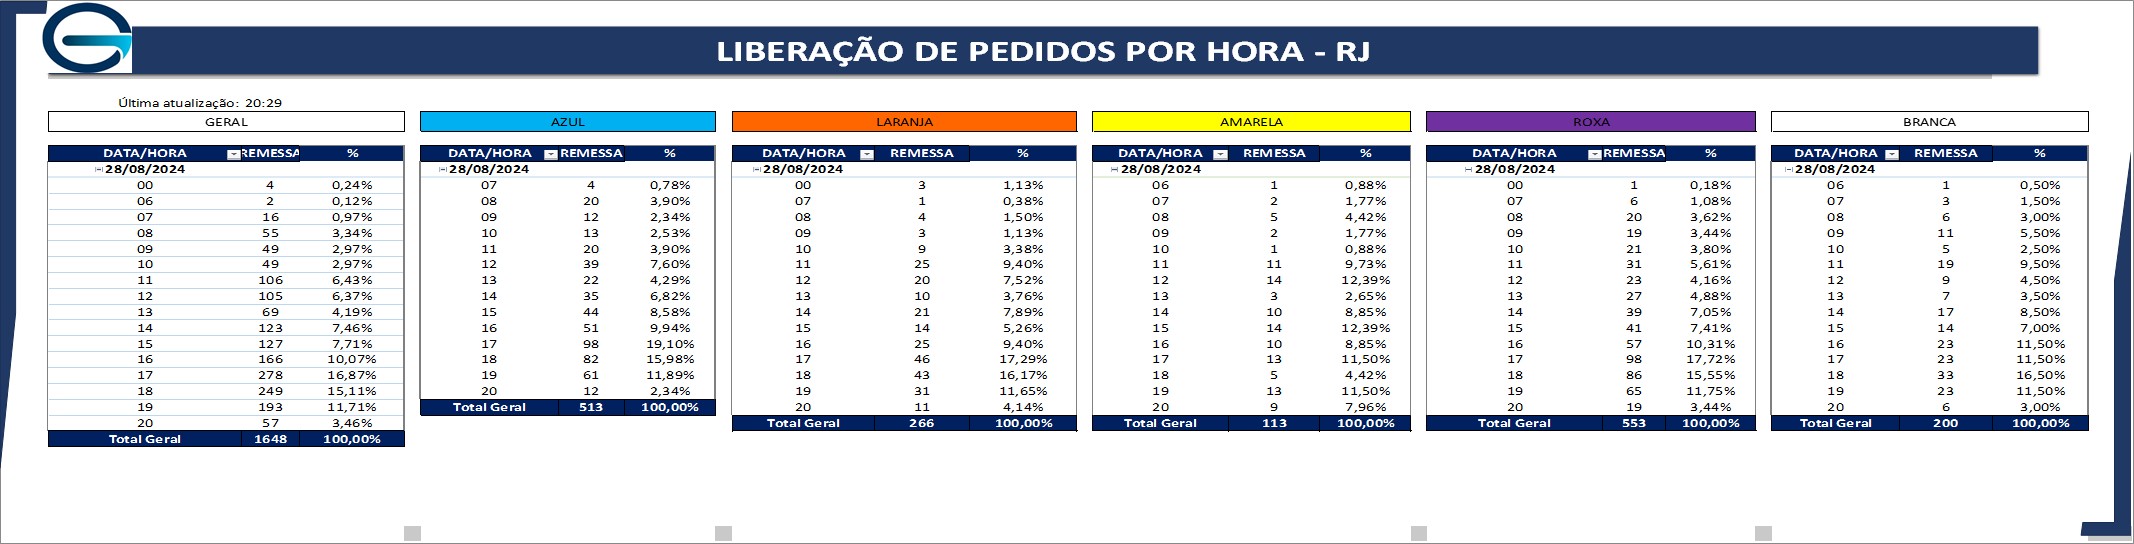 LIBERAÇÃO DE PEDIDOS POR HORA - RJ
Última atualização: 20:29
GERAL
DATA/HORA REMESSA %
28/08/2024
00 4 0,24%
06 2 0,12%
07 16 0,97%
08 55 3,34%
09 49 2,97%
10 49 2,97%
11 106 6,43%
12 105 6,37%
13 69 4,19%
14 123 7,46%
15 127 7,71%
16 166 10,07%
17 278 16,87%
18 249 15,11%
19 193 11,71%
20 57 3,46%
Total Geral 1648 100,00%
AZUL
DATA/HORA REMESSA %
28/08/2024
07 4 0,78%
08 20 3,90%
09 12 2,34%
10 13 2,53%
11 20 3,90%
12 39 7,60%
13 22 4,29%
14 35 6,82%
15 44 8,58%
16 51 9,94%
17 98 19,10%
18 82 15,98%
19 61 11,89%
20 12 2,34%
Total Geral 513 100,00%
LARANJA
DATA/HORA REMESSA %
28/08/2024
00 3 1,13%
07 1 0,38%
08 4 1,50%
09 3 1,13%
10 9 3,38%
11 25 9,40%
12 20 7,52%
13 10 3,76%
14 21 7,89%
15 14 5,26%
16 25 9,40%
17 46 17,29%
18 43 16,17%
19 31 11,65%
20 11 4,14%
Total Geral 266 100,00%
AMARELA
DATA/HORA REMESSA %
28/08/2024
06 1 0,88%
07 2 1,77%
08 5 4,42%
09 2 1,77%
10 1 0,88%
11 11 9,73%
12 14 12,39%
13 3 2,65%
14 10 8,85%
15 14 12,39%
16 10 8,85%
17 13 11,50%
18 5 4,42%
19 13 11,50%
20 9 7,96%
Total Geral 113 100,00%
ROXA
DATA/HORA REMESSA %
28/08/2024
00 1 0,18%
07 6 1,08%
08 20 3,62%
09 19 3,44%
10 21 3,80%
11 31 5,61%
12 23 4,16%
13 27 4,88%
14 39 7,05%
15 41 7,41%
16 57 10,31%
17 98 17,72%
18 86 15,55%
19 65 11,75%
20 19 3,44%
Total Geral 553 100,00%
BRANCA
DATA/HORA REMESSA %
28/08/2024
06 1 0,50%
07 3 1,50%
08 6 3,00%
09 11 5,50%
10 5 2,50%
11 19 9,50%
12 9 4,50%
13 7 3,50%
14 17 8,50%
15 14 7,00%
16 23 11,50%
17 23 11,50%
18 33 16,50%
19 23 11,50%
20 6 3,00%
Total Geral 200 100,00%